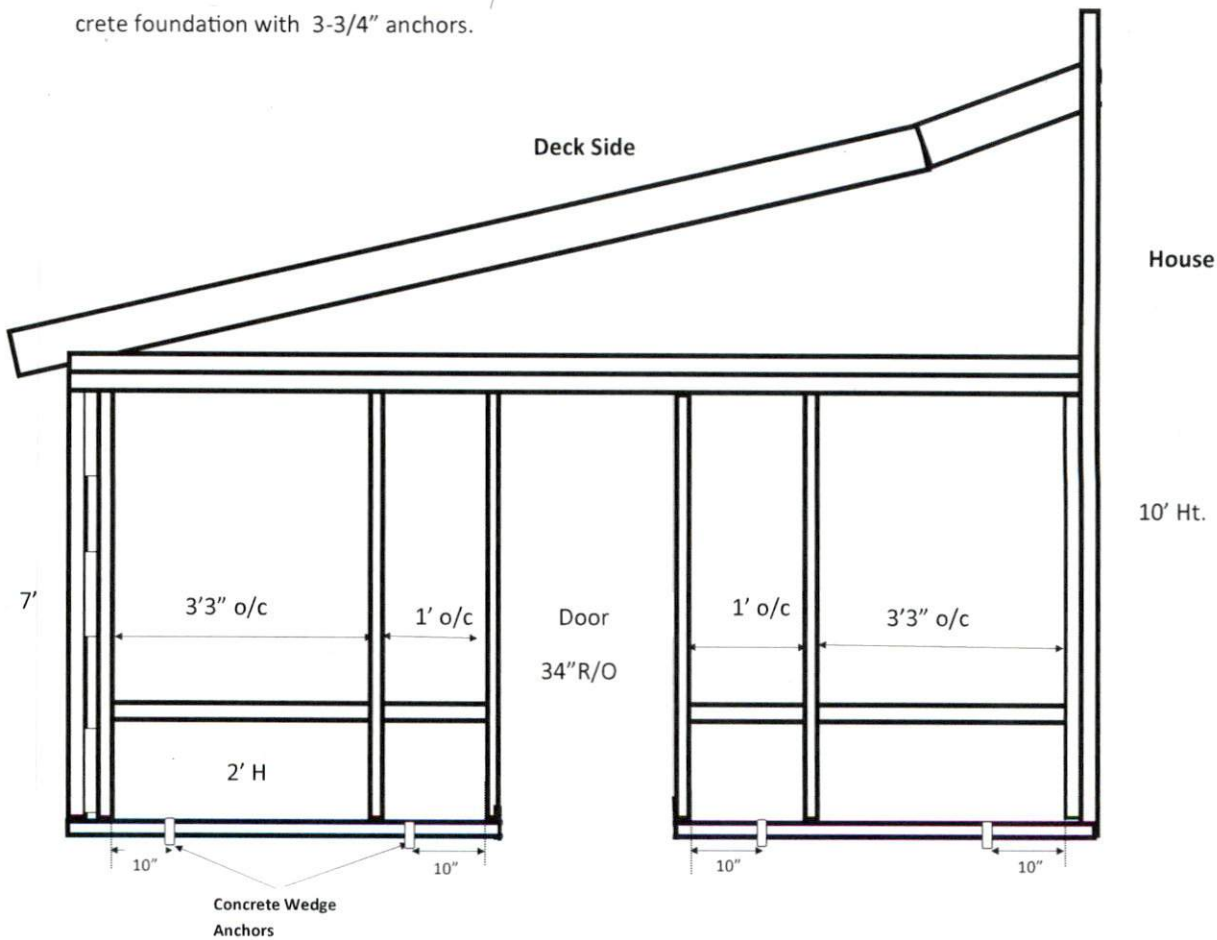 crete foundation with 3-3/4” anchors.
Deck Side
House
10’ Ht.
7’
3’3” o/c
1’ o/c
Door
34”R/O
1’ o/c
3’3” o/c
2’ H
10”
10”
10”
10”
Concrete Wedge
Anchors